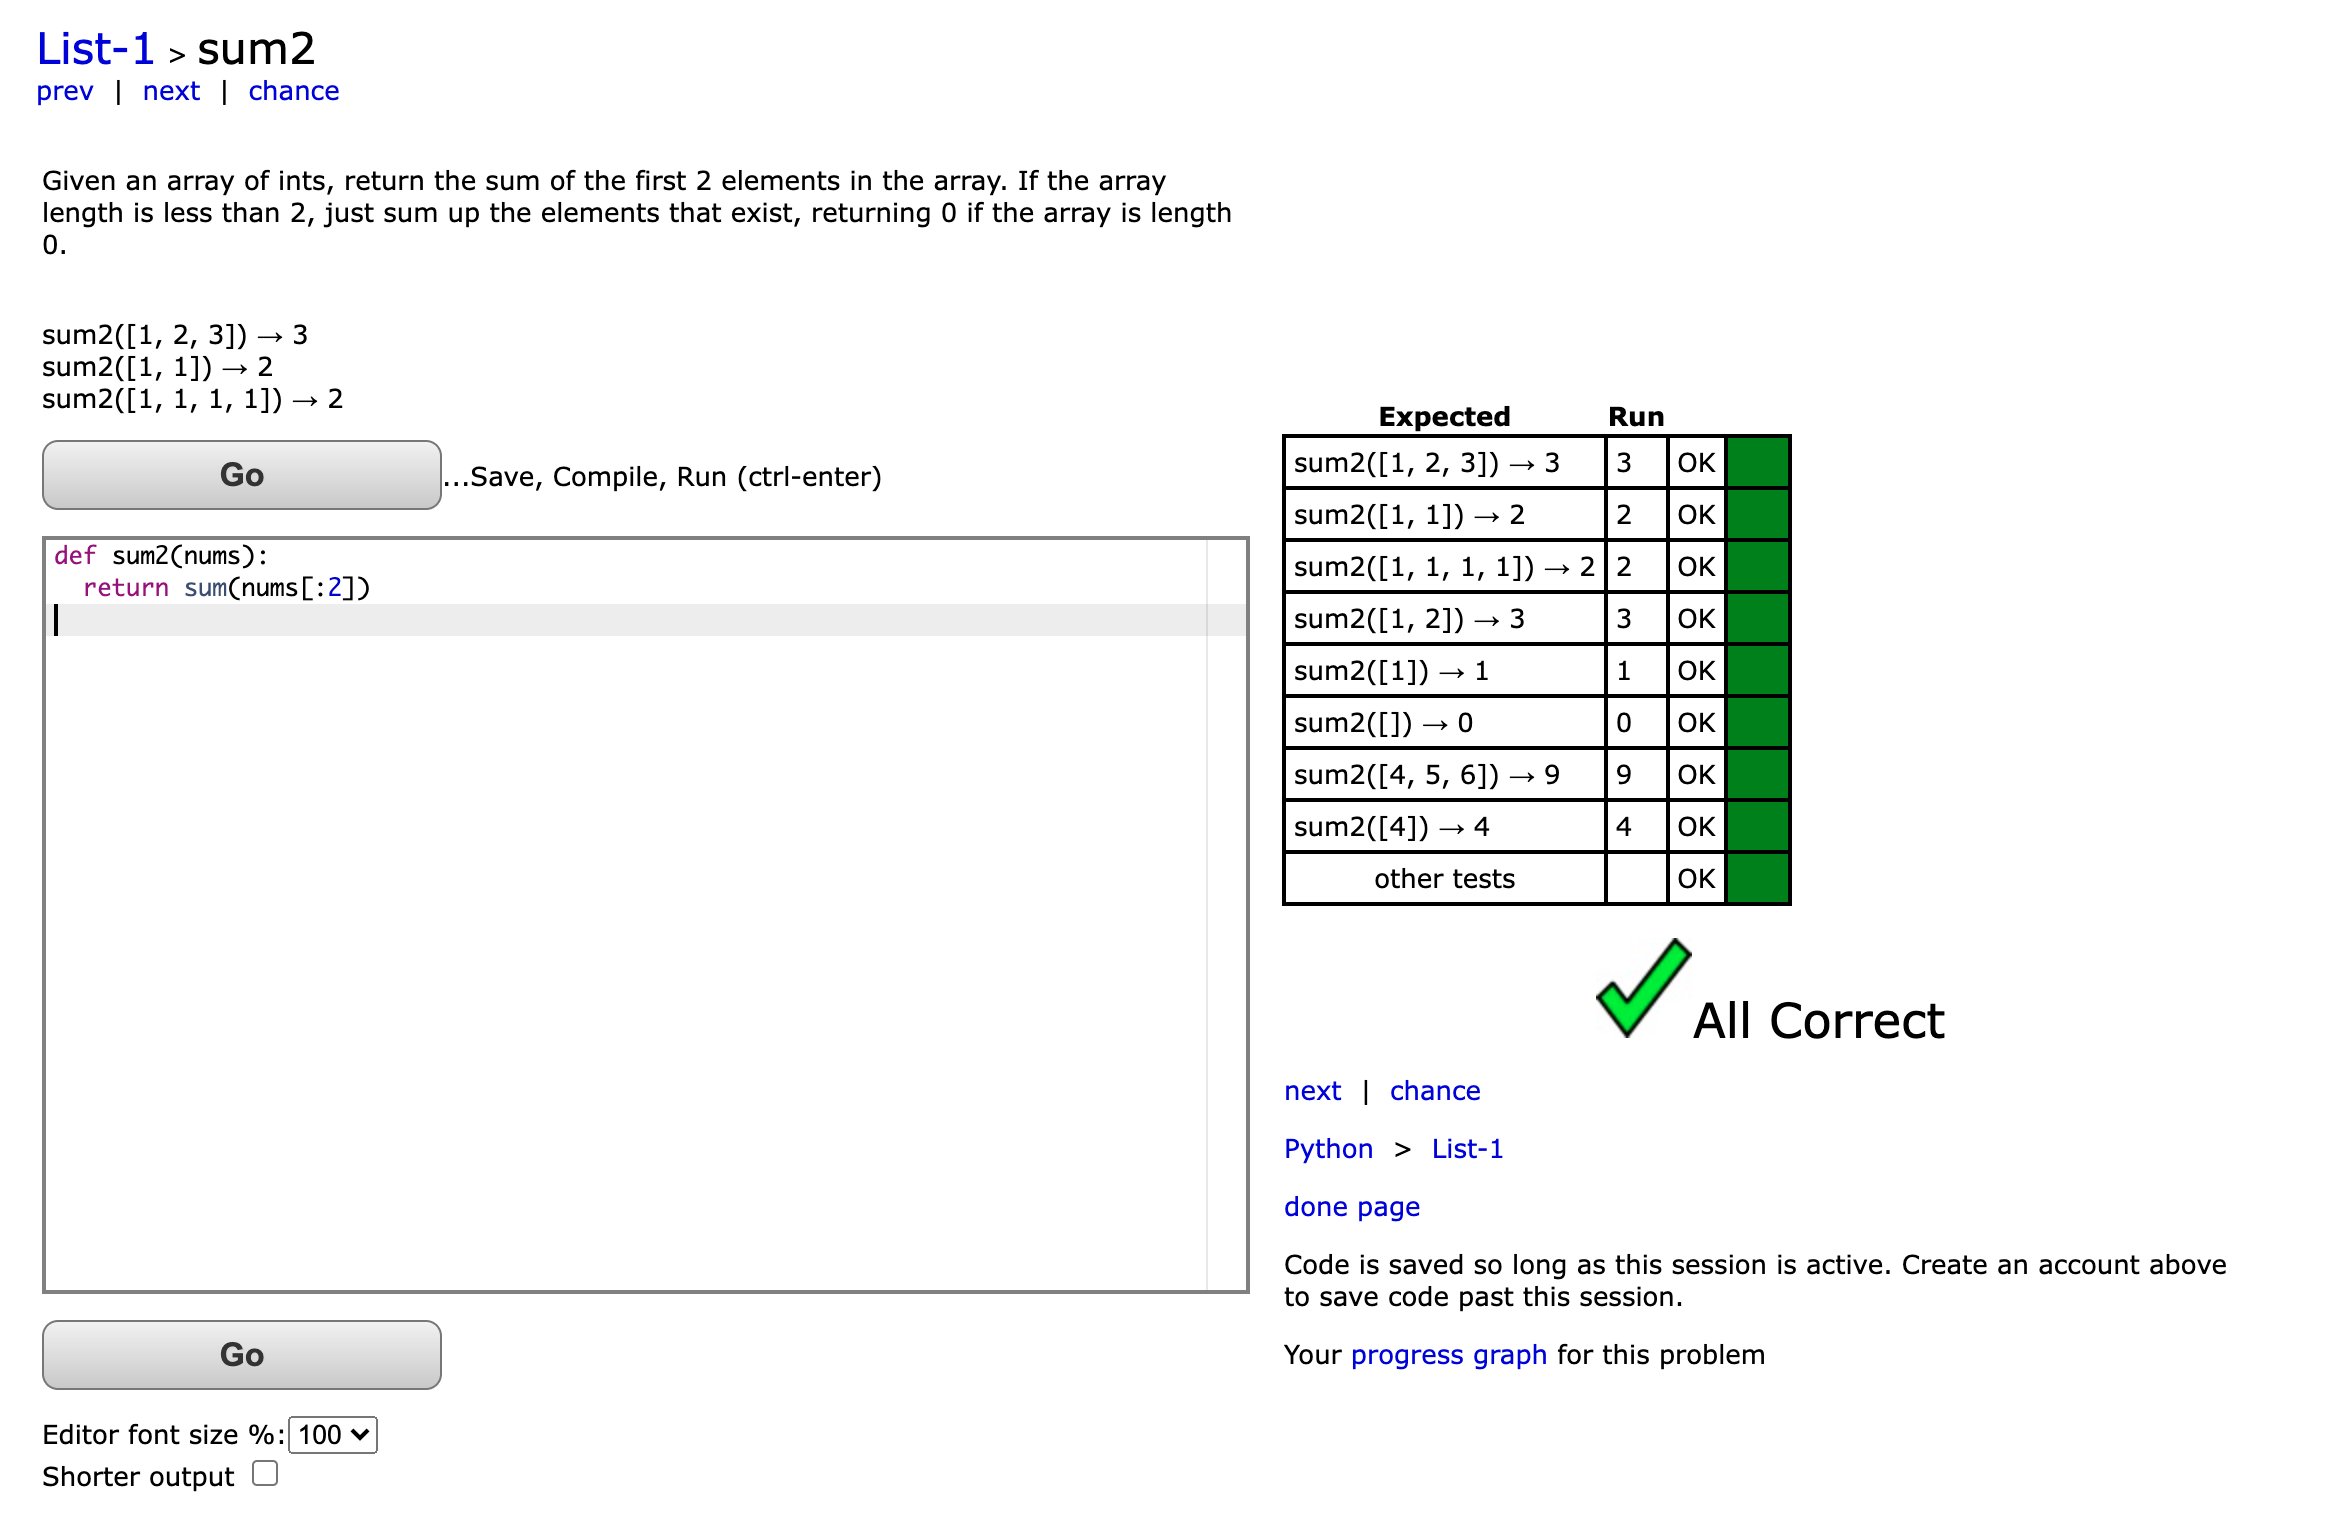 List-1 > sum2
prev | next | chance
Given an array of ints, return the sum of the first 2 elements in the array. If the array
length is less than 2, just sum up the elements that exist, returning 0 if the array is length
0.
sum2([1, 2, 3]) → 3
sum2([1, 1]) → 2
sum2([1, 1, 1, 1]) → 2
Go ...Save, Compile, Run (ctrl-enter)
def sum2(nums):
  return sum(nums[:2])
Go
Editor font size %: 100
Shorter output
Expected Run
sum2([1, 2, 3]) → 3 3 OK
sum2([1, 1]) → 2 2 OK
sum2([1, 1, 1, 1]) → 2 2 OK
sum2([1, 2]) → 3 3 OK
sum2([1]) → 1 1 OK
sum2([]) → 0 0 OK
sum2([4, 5, 6]) → 9 9 OK
sum2([4]) → 4 4 OK
other tests OK
All Correct
next | chance
Python > List-1
done page
Code is saved so long as this session is active. Create an account above
to save code past this session.
Your progress graph for this problem